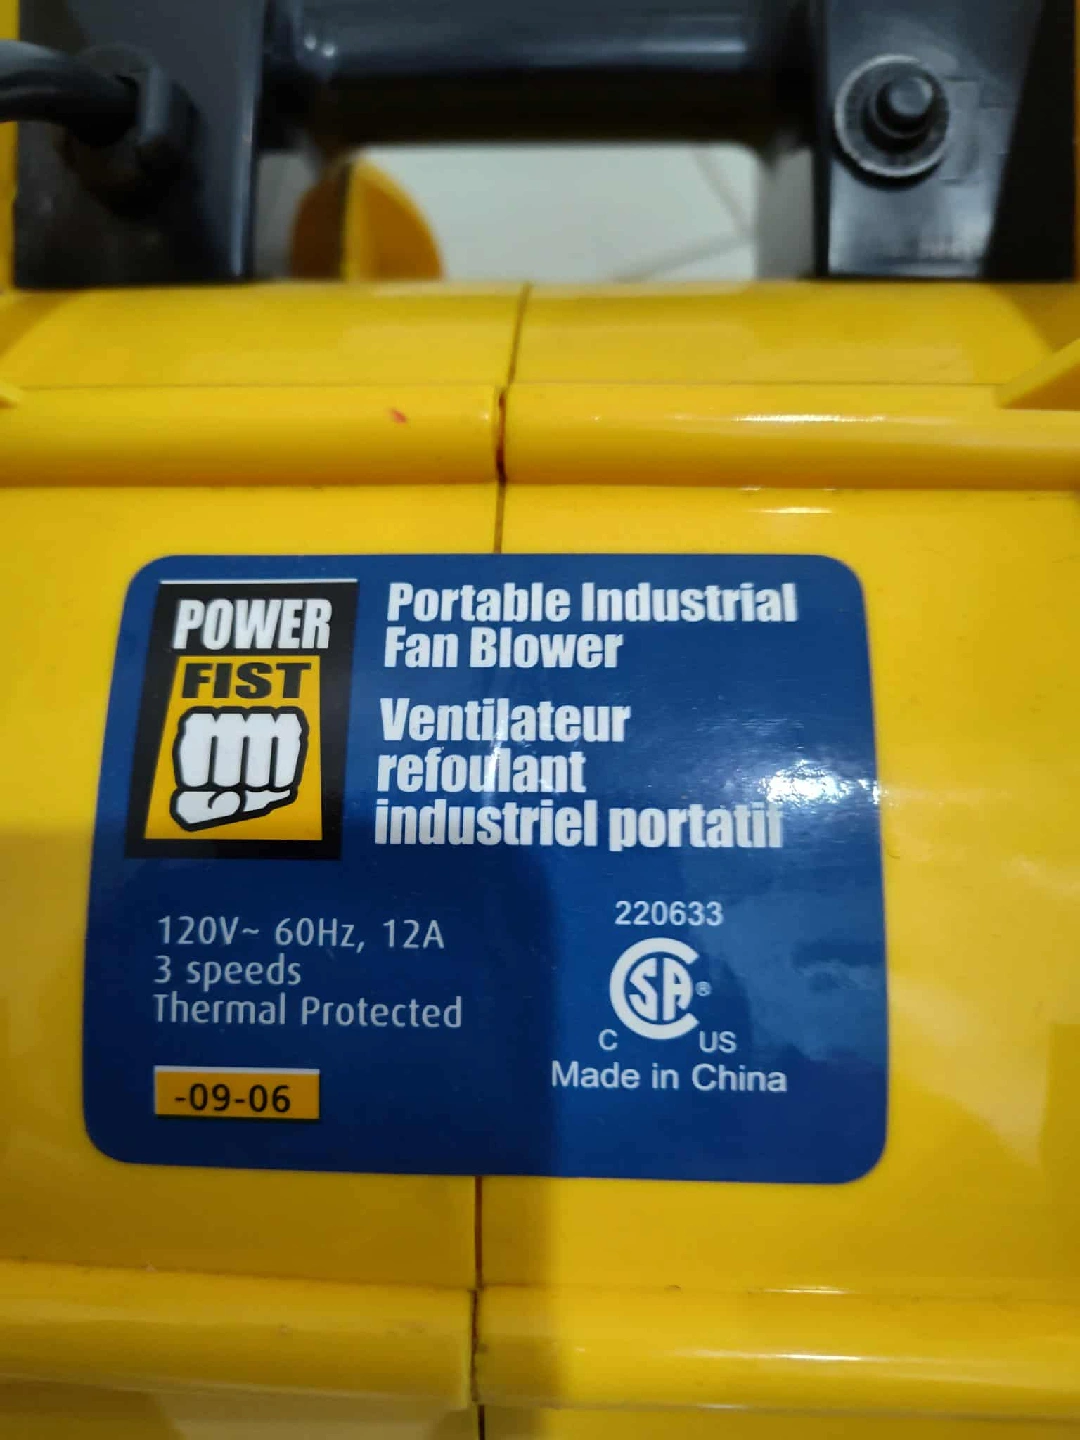 POWER
FIST
Portable Industrial
Fan Blower
Ventilateur
refoulant
industriel portatif
120V~ 60Hz, 12A
3 speeds
Thermal Protected
-09-06
220633
CSA®
C US
Made in China